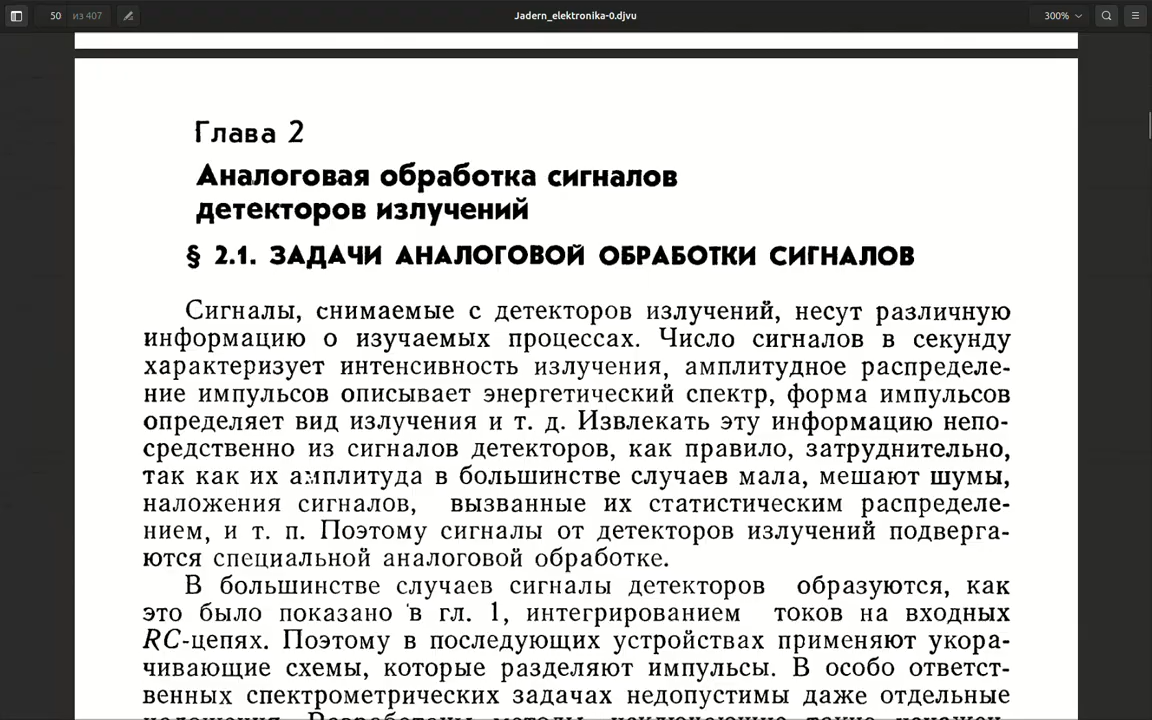 50 из 407
Jadern_elektronika-0.djvu
300%
Глава 2
Аналоговая обработка сигналов
детекторов излучений
§ 2.1. ЗАДАЧИ АНАЛОГОВОЙ ОБРАБОТКИ СИГНАЛОВ
Сигналы, снимаемые с детекторов излучений, несут различную
информацию о изучаемых процессах. Число сигналов в секунду
характеризует интенсивность излучения, амплитудное распределе-
ние импульсов описывает энергетический спектр, форма импульсов
определяет вид излучения и т. д. Извлекать эту информацию непо-
средственно из сигналов детекторов, как правило, затруднительно,
так как их амплитуда в большинстве случаев мала, мешают шумы,
наложения сигналов, вызванные их статистическим распределе-
нием, и т. п. Поэтому сигналы от детекторов излучений подверга-
ются специальной аналоговой обработке.
В большинстве случаев сигналы детекторов образуются, как
это было показано в гл. 1, интегрированием токов на входных
RC-цепях. Поэтому в последующих устройствах применяют укора-
чивающие схемы, которые разделяют импульсы. В особо ответст-
венных спектрометрических задачах недопустимы даже отдельные